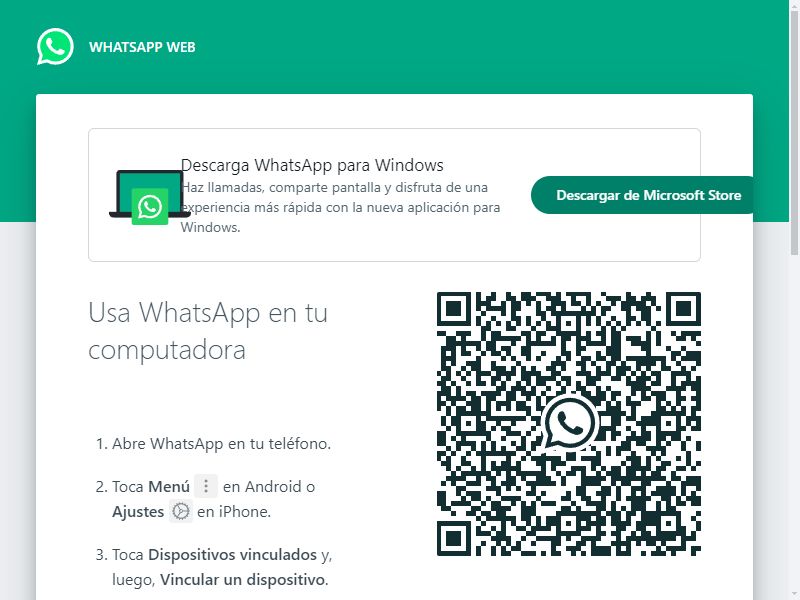 WHATSAPP WEB
Descarga WhatsApp para Windows
Haz llamadas, comparte pantalla y disfruta de una
experiencia más rápida con la nueva aplicación para
Windows.
Descargar de Microsoft Store
Usa WhatsApp en tu
computadora
1. Abre WhatsApp en tu teléfono.
2. Toca Menú en Android o
Ajustes en iPhone.
3. Toca Dispositivos vinculados y,
luego, Vincular un dispositivo.